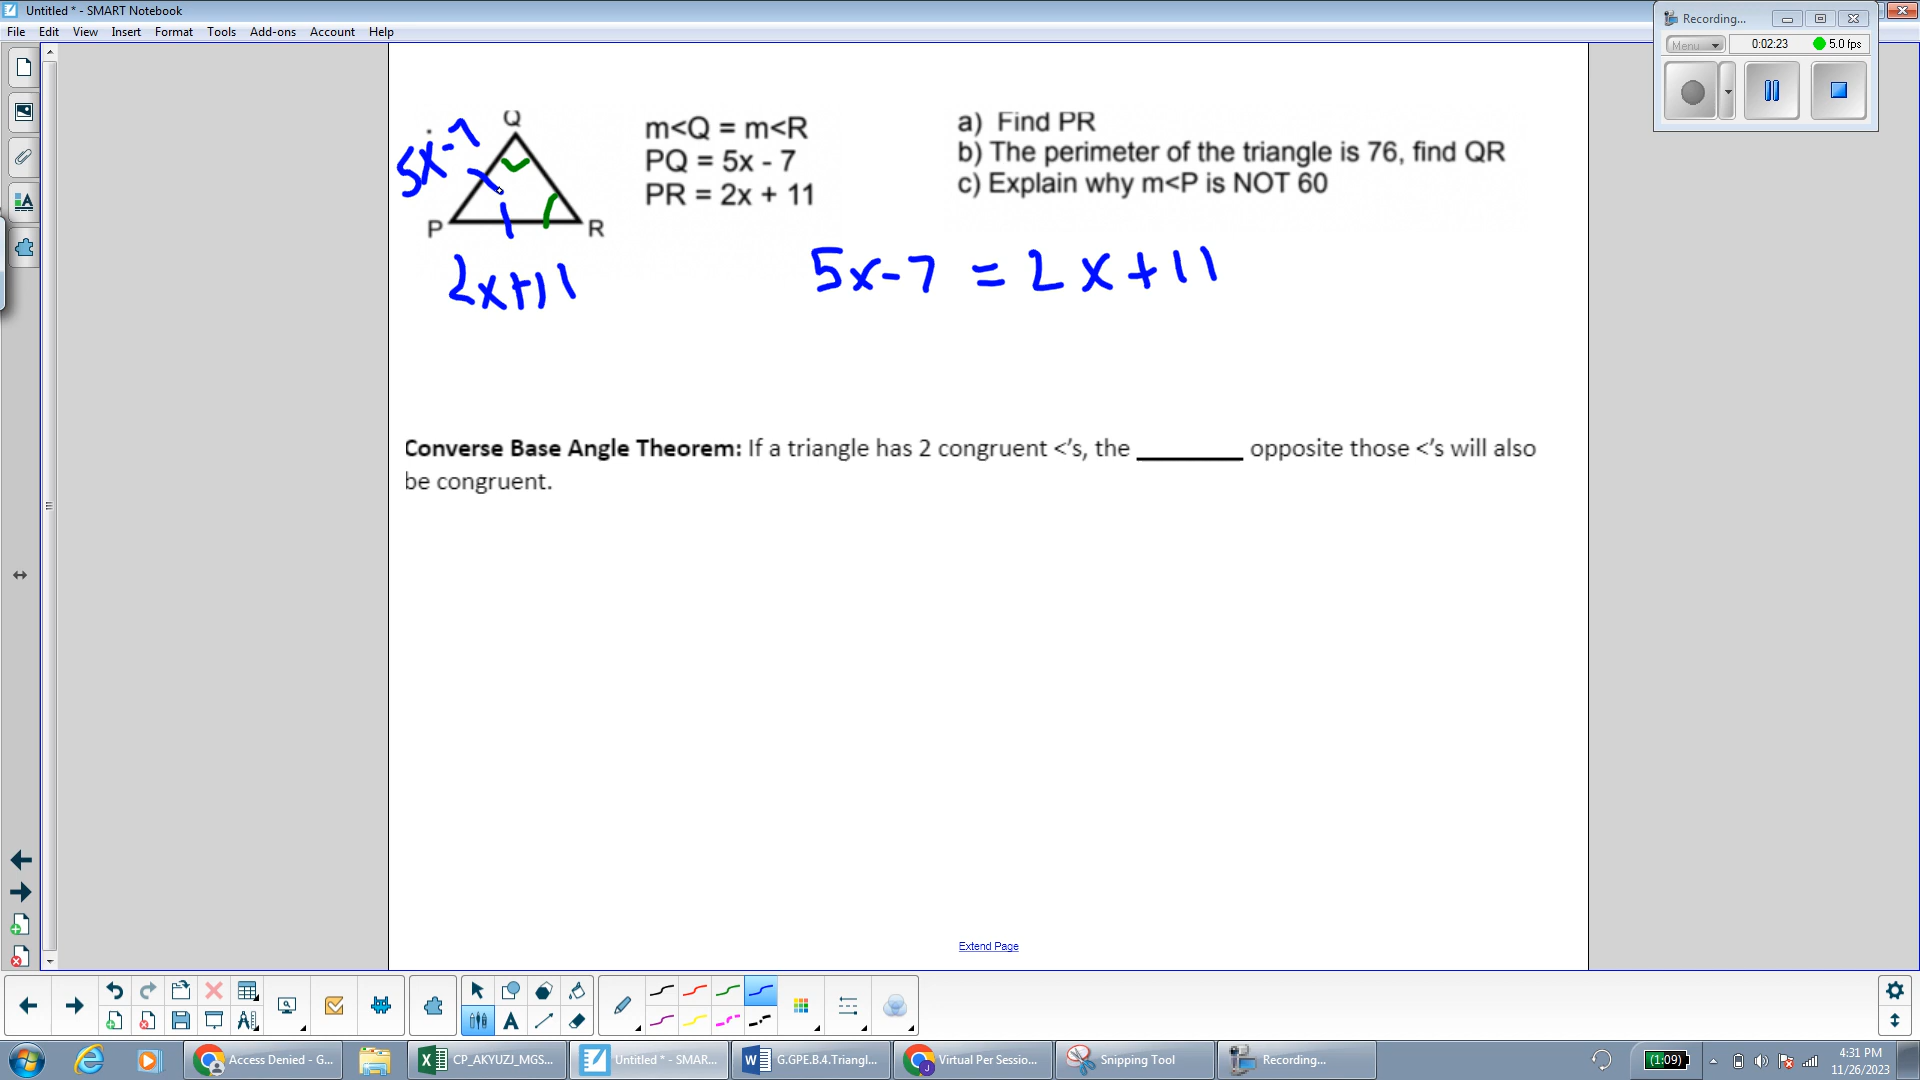 Untitled * - SMART Notebook
File Edit View Insert Format Tools Add-ons Account Help
Recording...
Menu 0:02:23 5.0 fps
Q
5x-7
P R
2x+11
m<Q = m<R
PQ = 5x - 7
PR = 2x + 11
a) Find PR
b) The perimeter of the triangle is 76, find QR
c) Explain why m<P is NOT 60
5x-7 = 2x+11
Converse Base Angle Theorem: If a triangle has 2 congruent <'s, the ________ opposite those <'s will also
be congruent.
Extend Page
Access Denied - G... CP_AKYUZJ_MGS... Untitled * - SMAR... G.GPE.B.4.Triangl... Virtual Per Sessio... Snipping Tool Recording... (1:09) 4:31 PM
11/26/2023